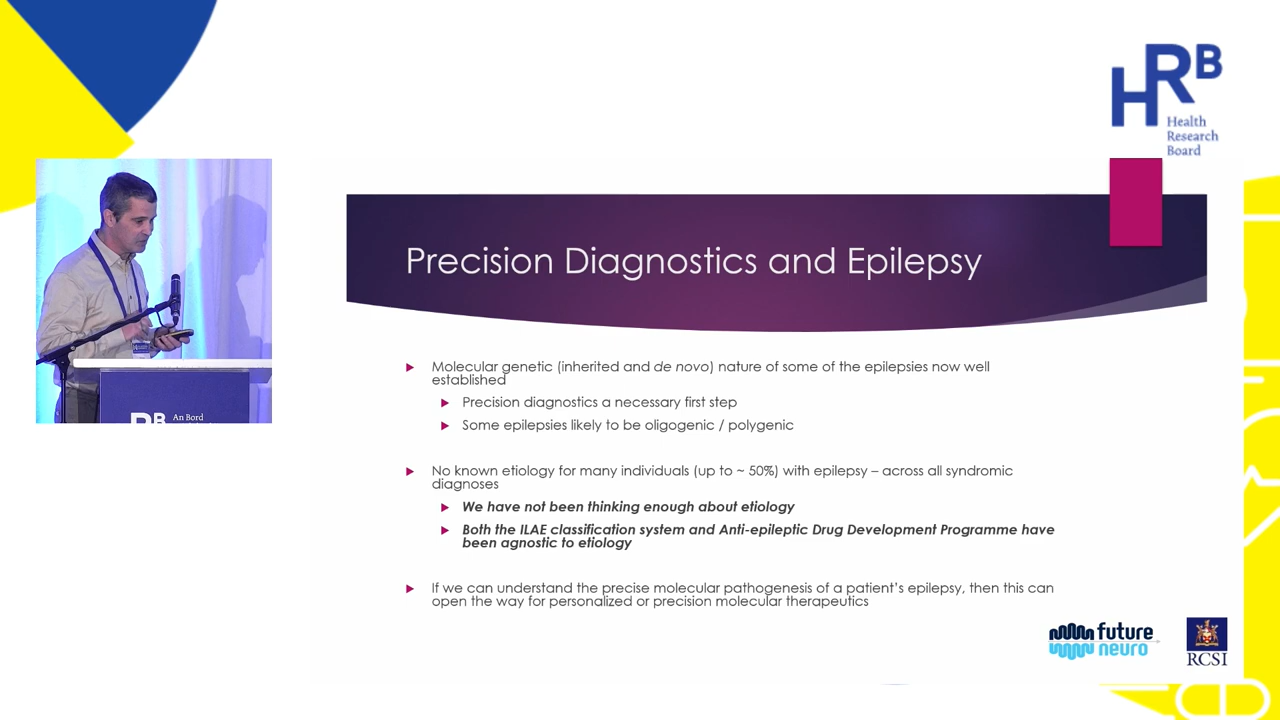 HRB
Health
Research
Board
Precision Diagnostics and Epilepsy
Molecular genetic (inherited and de novo) nature of some of the epilepsies now well
established
Precision diagnostics a necessary first step
Some epilepsies likely to be oligogenic / polygenic
No known etiology for many individuals (up to ~ 50%) with epilepsy – across all syndromic
diagnoses
We have not been thinking enough about etiology
Both the ILAE classification system and Anti-epileptic Drug Development Programme have
been agnostic to etiology
If we can understand the precise molecular pathogenesis of a patient's epilepsy, then this can
open the way for personalized or precision molecular therapeutics
An Bord
RB
future
neuro
RCSI